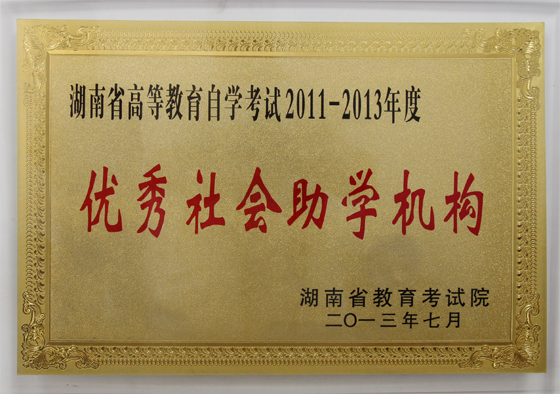 湖南省高等教育自学考试2011-2013年度
优秀社会助学机构
湖南省教育考试院
二〇一三年七月